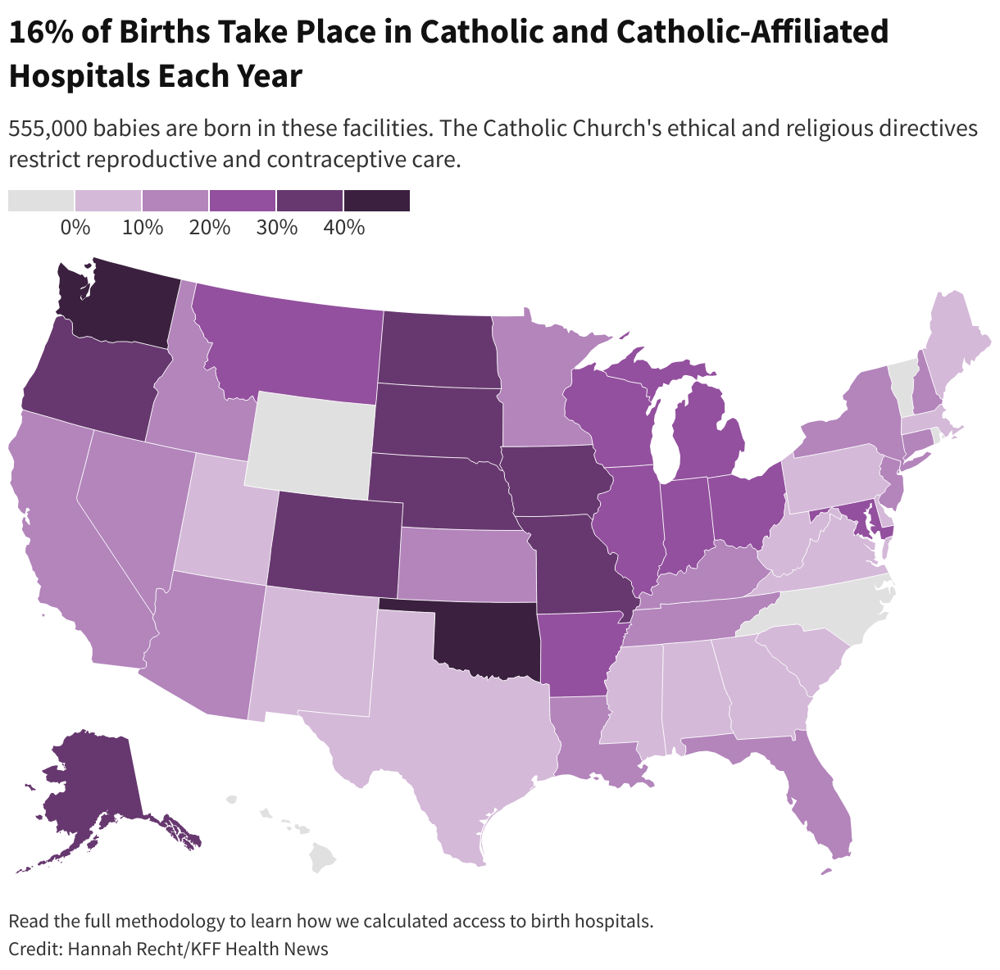 16% of Births Take Place in Catholic and Catholic-Affiliated
Hospitals Each Year
555,000 babies are born in these facilities. The Catholic Church's ethical and religious directives
restrict reproductive and contraceptive care.
0% 10% 20% 30% 40%
Read the full methodology to learn how we calculated access to birth hospitals.
Credit: Hannah Recht/KFF Health News